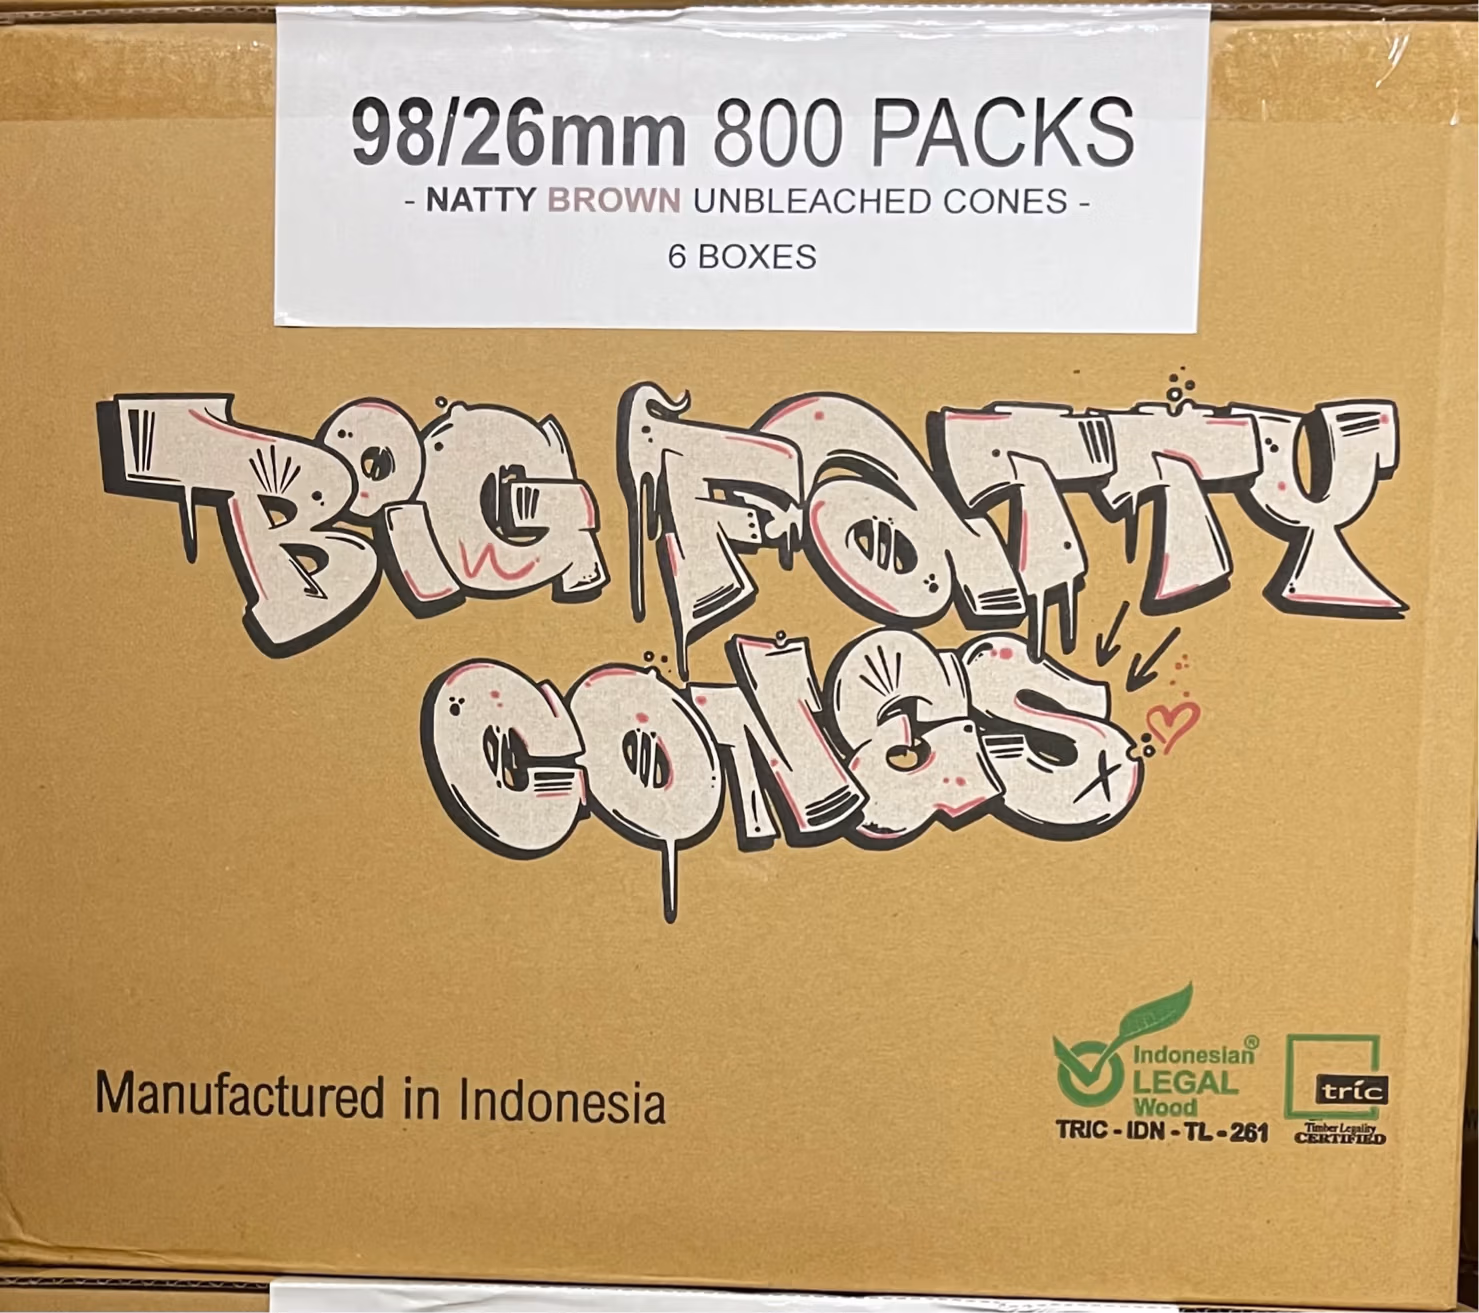 98/26mm 800 PACKS
- NATTY BROWN UNBLEACHED CONES -
6 BOXES
BiG FaTTY
CONES
Manufactured in Indonesia
Indonesian®
LEGAL
Wood
TRIC - IDN - TL - 261
tric
Timber Legality
CERTIFIED